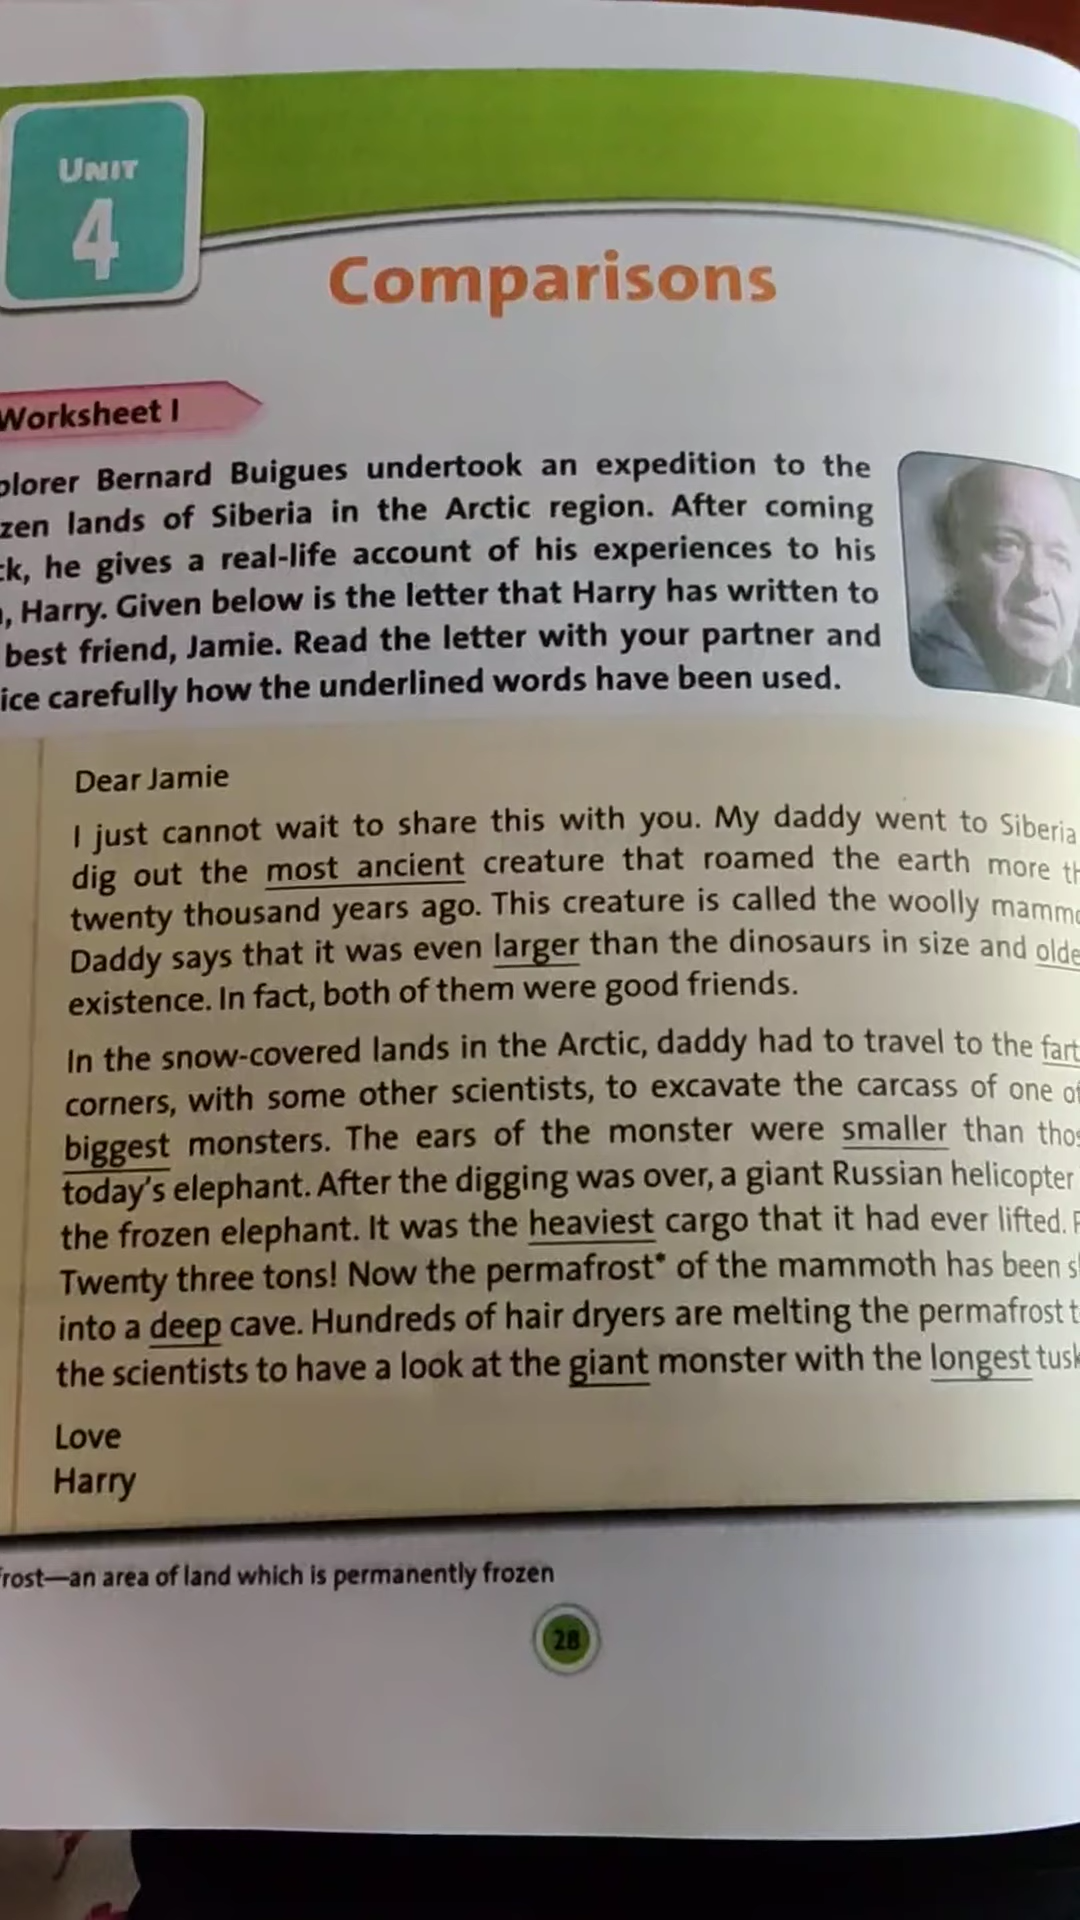 UNIT
4
Comparisons
Worksheet I
Bernard Buigues undertook an expedition to the
lands of Siberia in the Arctic region. After coming
he gives a real-life account of his experiences to his
Harry. Given below is the letter that Harry has written to
best friend, Jamie. Read the letter with your partner and
carefully how the underlined words have been used.
Dear Jamie
I just cannot wait to share this with you. My daddy went to Siberia
dig out the most ancient creature that roamed the earth more
twenty thousand years ago. This creature is called the woolly
Daddy says that it was even larger than the dinosaurs in size and
existence. In fact, both of them were good friends.
In the snow-covered lands in the Arctic, daddy had to travel to the
corners, with some other scientists, to excavate the carcass of one
biggest monsters. The ears of the monster were smaller than
today's elephant. After the digging was over, a giant Russian helicopter
the frozen elephant. It was the heaviest cargo that it had ever lifted.
Twenty three tons! Now the permafrost* of the mammoth has been
into a deep cave. Hundreds of hair dryers are melting the permafrost
the scientists to have a look at the giant monster with the longest
Love
Harry
—an area of land which is permanently frozen
28